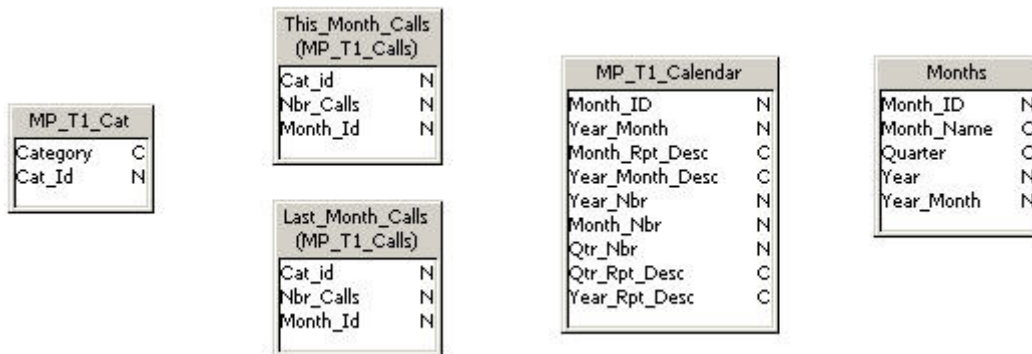 MP_T1_Cat
Category C
Cat_Id N
This_Month_Calls
(MP_T1_Calls)
Cat_id N
Nbr_Calls N
Month_Id N
Last_Month_Calls
(MP_T1_Calls)
Cat_id N
Nbr_Calls N
Month_Id N
MP_T1_Calendar
Month_ID N
Year_Month N
Month_Rpt_Desc C
Year_Month_Desc C
Year_Nbr N
Month_Nbr N
Qtr_Nbr N
Qtr_Rpt_Desc C
Year_Rpt_Desc C
Months
Month_ID N
Month_Name C
Quarter C
Year N
Year_Month N